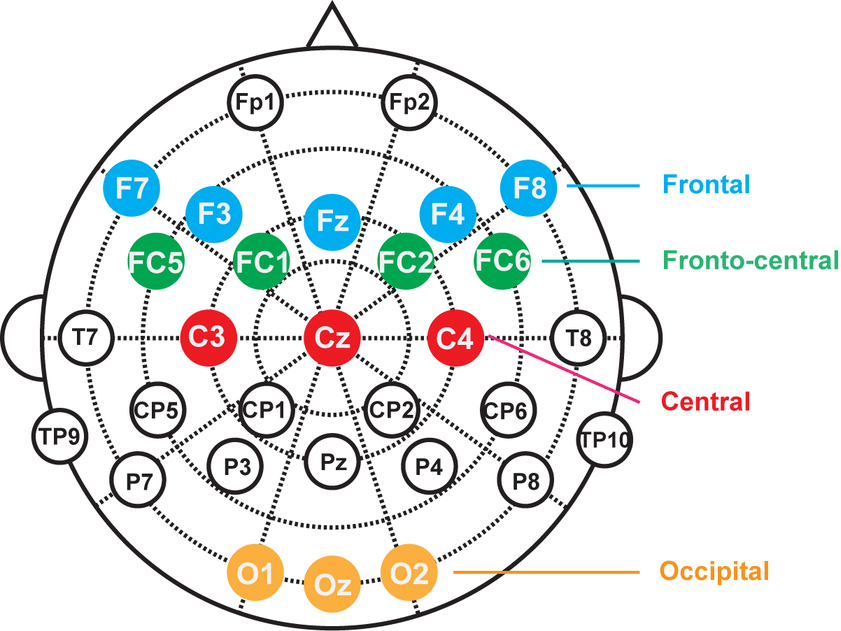 Fp1 Fp2
F7 F3 Fz F4 F8 Frontal
FC5 FC1 FC2 FC6 Fronto-central
T7 C3 Cz C4 T8
Central
CP5 CP1 CP2 CP6
TP9 TP10
P7 P3 Pz P4 P8
O1 Oz O2 Occipital